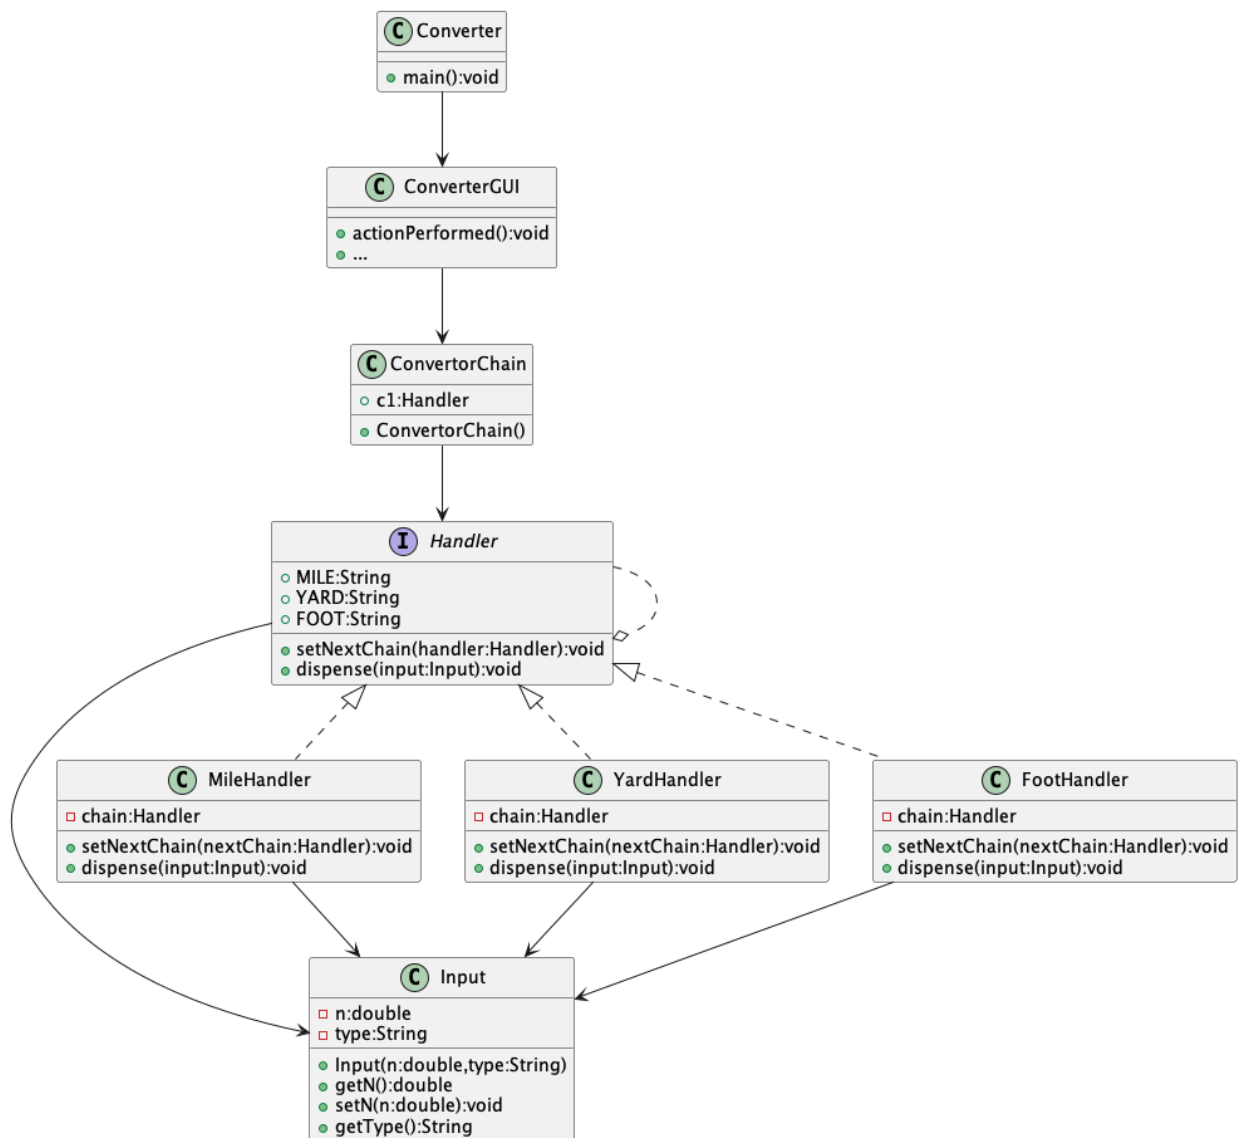 C Converter
main():void
C ConverterGUI
actionPerformed():void
...
C ConvertorChain
c1:Handler
ConvertorChain()
I Handler
MILE:String
YARD:String
FOOT:String
setNextChain(handler:Handler):void
dispense(input:Input):void
C MileHandler
chain:Handler
setNextChain(nextChain:Handler):void
dispense(input:Input):void
C YardHandler
chain:Handler
setNextChain(nextChain:Handler):void
dispense(input:Input):void
C FootHandler
chain:Handler
setNextChain(nextChain:Handler):void
dispense(input:Input):void
C Input
n:double
type:String
Input(n:double,type:String)
getN():double
setN(n:double):void
getType():String